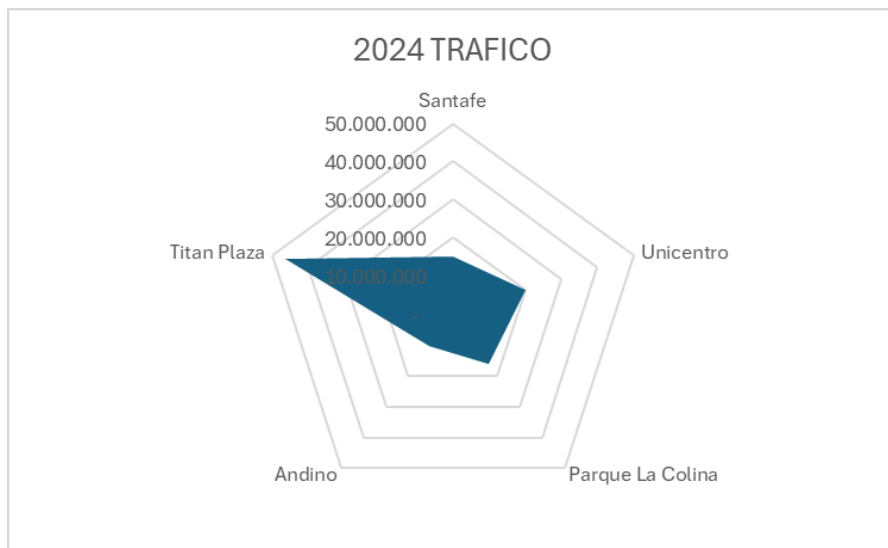 2024 TRAFICO
Santafe
50.000.000
40.000.000
30.000.000
20.000.000
10.000.000
-
Titan Plaza
Unicentro
Andino
Parque La Colina